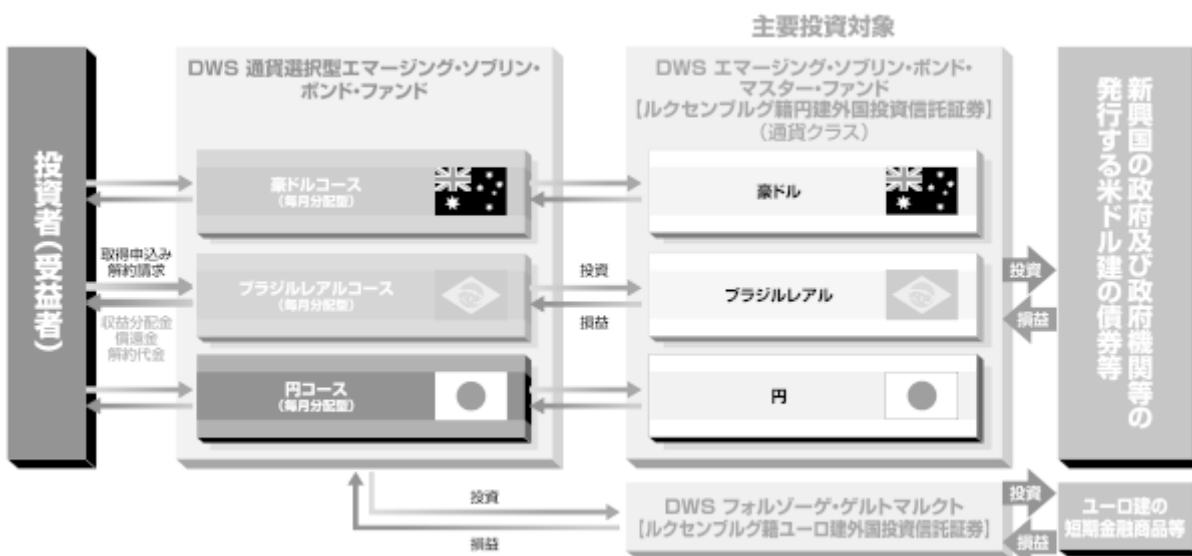 主要投資対象
投資者(受益者)
取得申込み
解約請求
収益分配金
償還金
解約代金
DWS 通貨選択型エマージング・ソブリン・
ボンド・ファンド
豪ドルコース
(毎月分配型)
ブラジルレアルコース
(毎月分配型)
円コース
(毎月分配型)
投資
損益
DWS エマージング・ソブリン・ボンド・
マスター・ファンド
【ルクセンブルグ籍円建外国投資信託証券】
(通貨クラス)
豪ドル
ブラジルレアル
円
投資
損益
新興国の政府及び政府機関等の
発行する米ドル建の債券等
投資
損益
DWS フォルゾーゲ・ゲルトマルクト
【ルクセンブルグ籍ユーロ建外国投資信託証券】
投資
損益
ユーロ建の
短期金融商品等